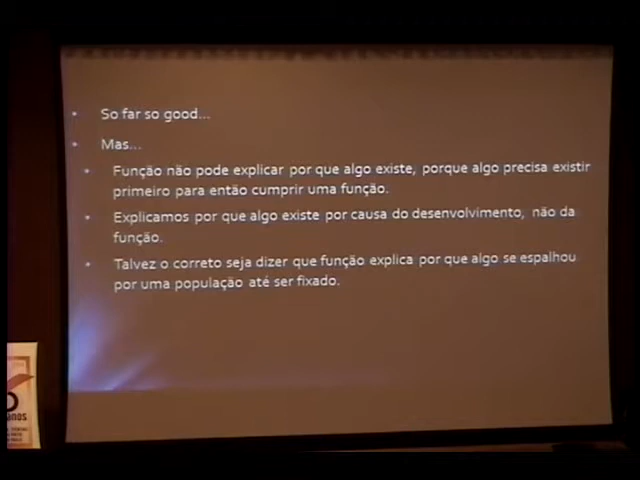 So far so good...
Mas...
Função não pode explicar por que algo existe, porque algo precisa existir
primeiro para então cumprir uma função.
Explicamos por que algo existe por causa do desenvolvimento, não da
função.
Talvez o correto seja dizer que função explica por que algo se espalhou
por uma população até ser fixado.
anos